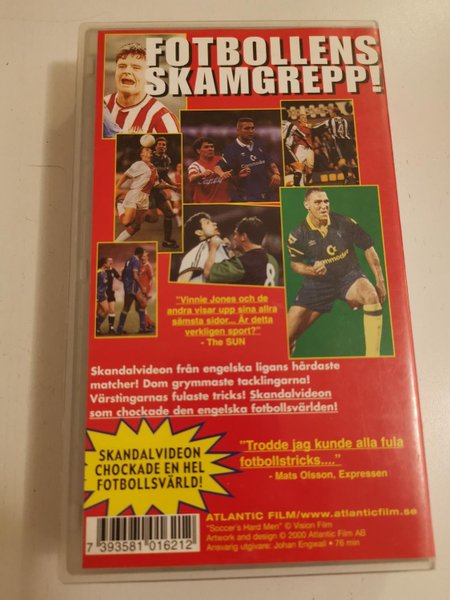 FOTBOLLENS
SKAMGREPP!
Commodore
8
Commodore
"Vinnie Jones och de
andra visar upp sina allra
sämsta sidor... Är detta
verkligen sport?"
- The SUN
Skandalvideon från engelska ligans hårdaste
matcher! Dom grymmaste tacklingarna!
Värstingarnas fulaste tricks! Skandalvideon
som chockade den engelska fotbollsvärlden!
SKANDALVIDEON
CHOCKADE EN HEL
FOTBOLLSVÄRLD!
"Trodde jag kunde alla fula
fotbollstricks...."
- Mats Olsson, Expressen
ATLANTIC FILM/www.atlanticfilm.se
"Soccer's Hard Men" © Vision Film
Artwork and design © 2000 Atlantic Film AB
Ansvarig utgivare: Johan Engwall • 76 min
7 393581 016212